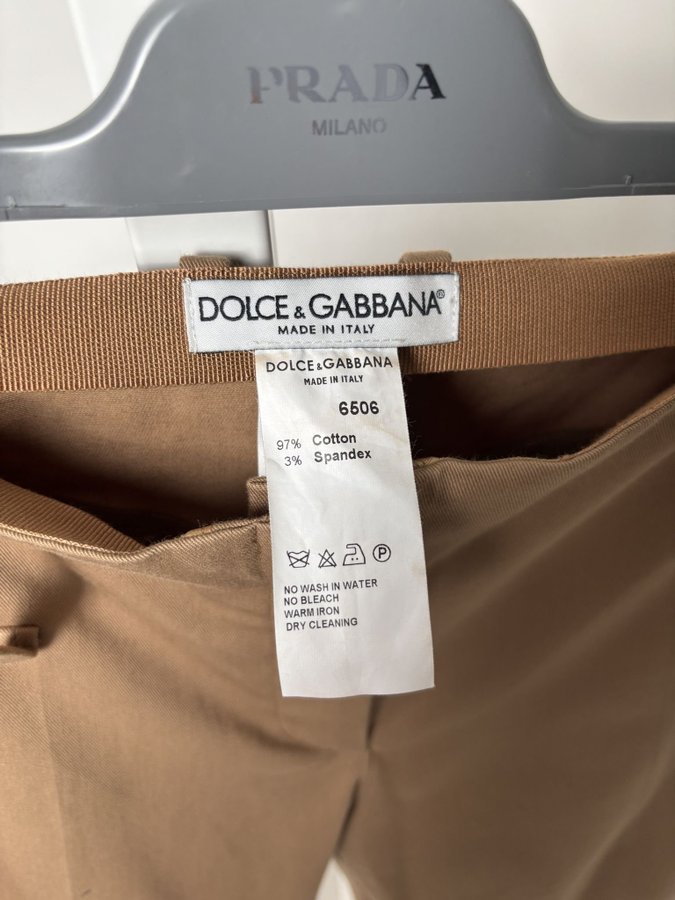 PRADA
MILANO
DOLCE & GABBANA®
MADE IN ITALY
DOLCE & GABBANA
MADE IN ITALY
6506
97% Cotton
3% Spandex
P
NO WASH IN WATER
NO BLEACH
WARM IRON
DRY CLEANING